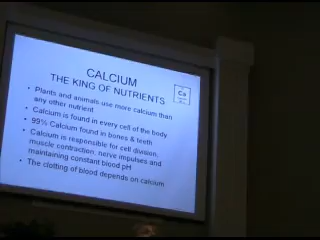 CALCIUM
THE KING OF NUTRIENTS
Ca
• Plants and animals use more calcium than
any other nutrient
• Calcium is found in every cell of the body
• 99% Calcium found in bones & teeth
• Calcium is responsible for cell division,
muscle contraction, nerve impulses and
maintaining constant blood pH
• The clotting of blood depends on calcium